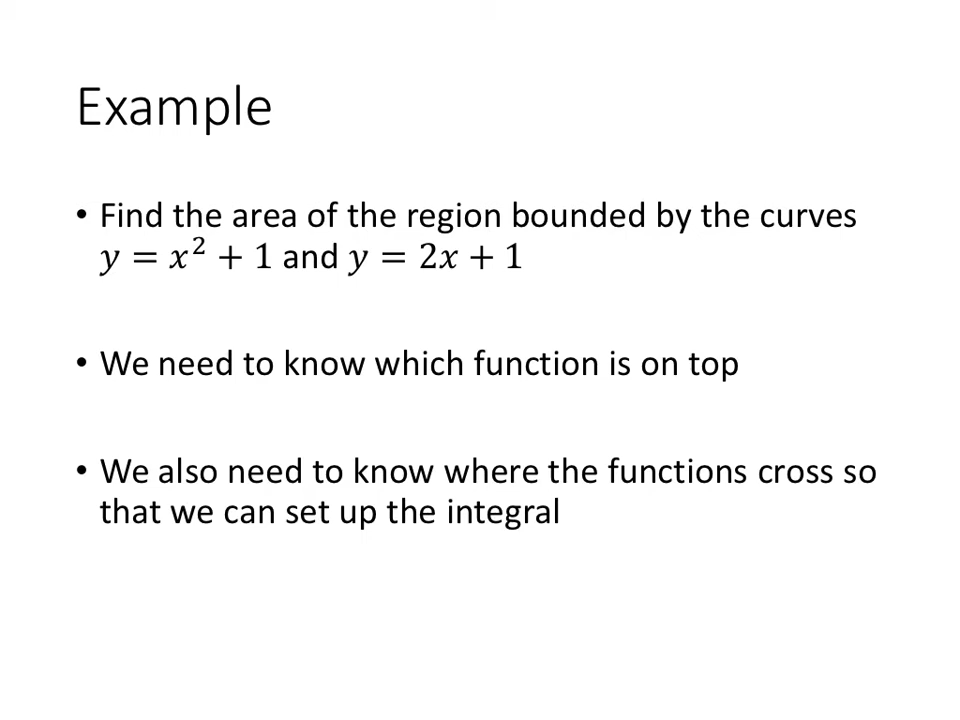 Example
• Find the area of the region bounded by the curves
𝑦 = 𝑥² + 1 and 𝑦 = 2𝑥 + 1
• We need to know which function is on top
• We also need to know where the functions cross so
that we can set up the integral